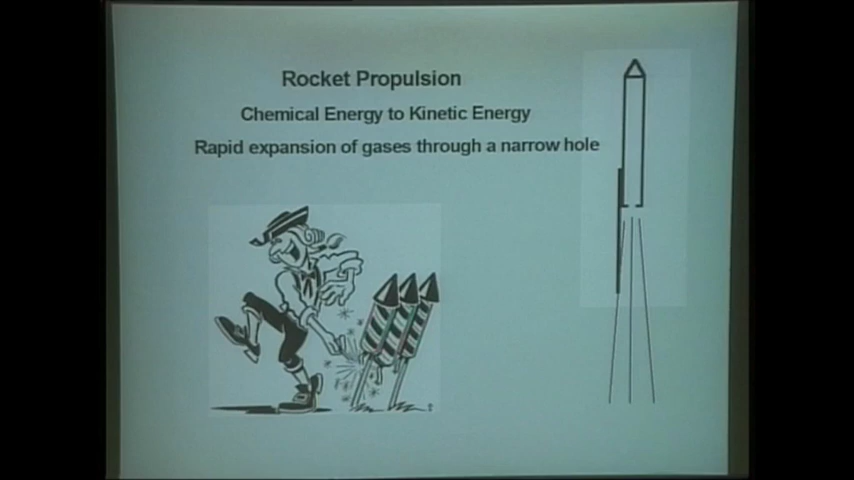 Rocket Propulsion
Chemical Energy to Kinetic Energy
Rapid expansion of gases through a narrow hole